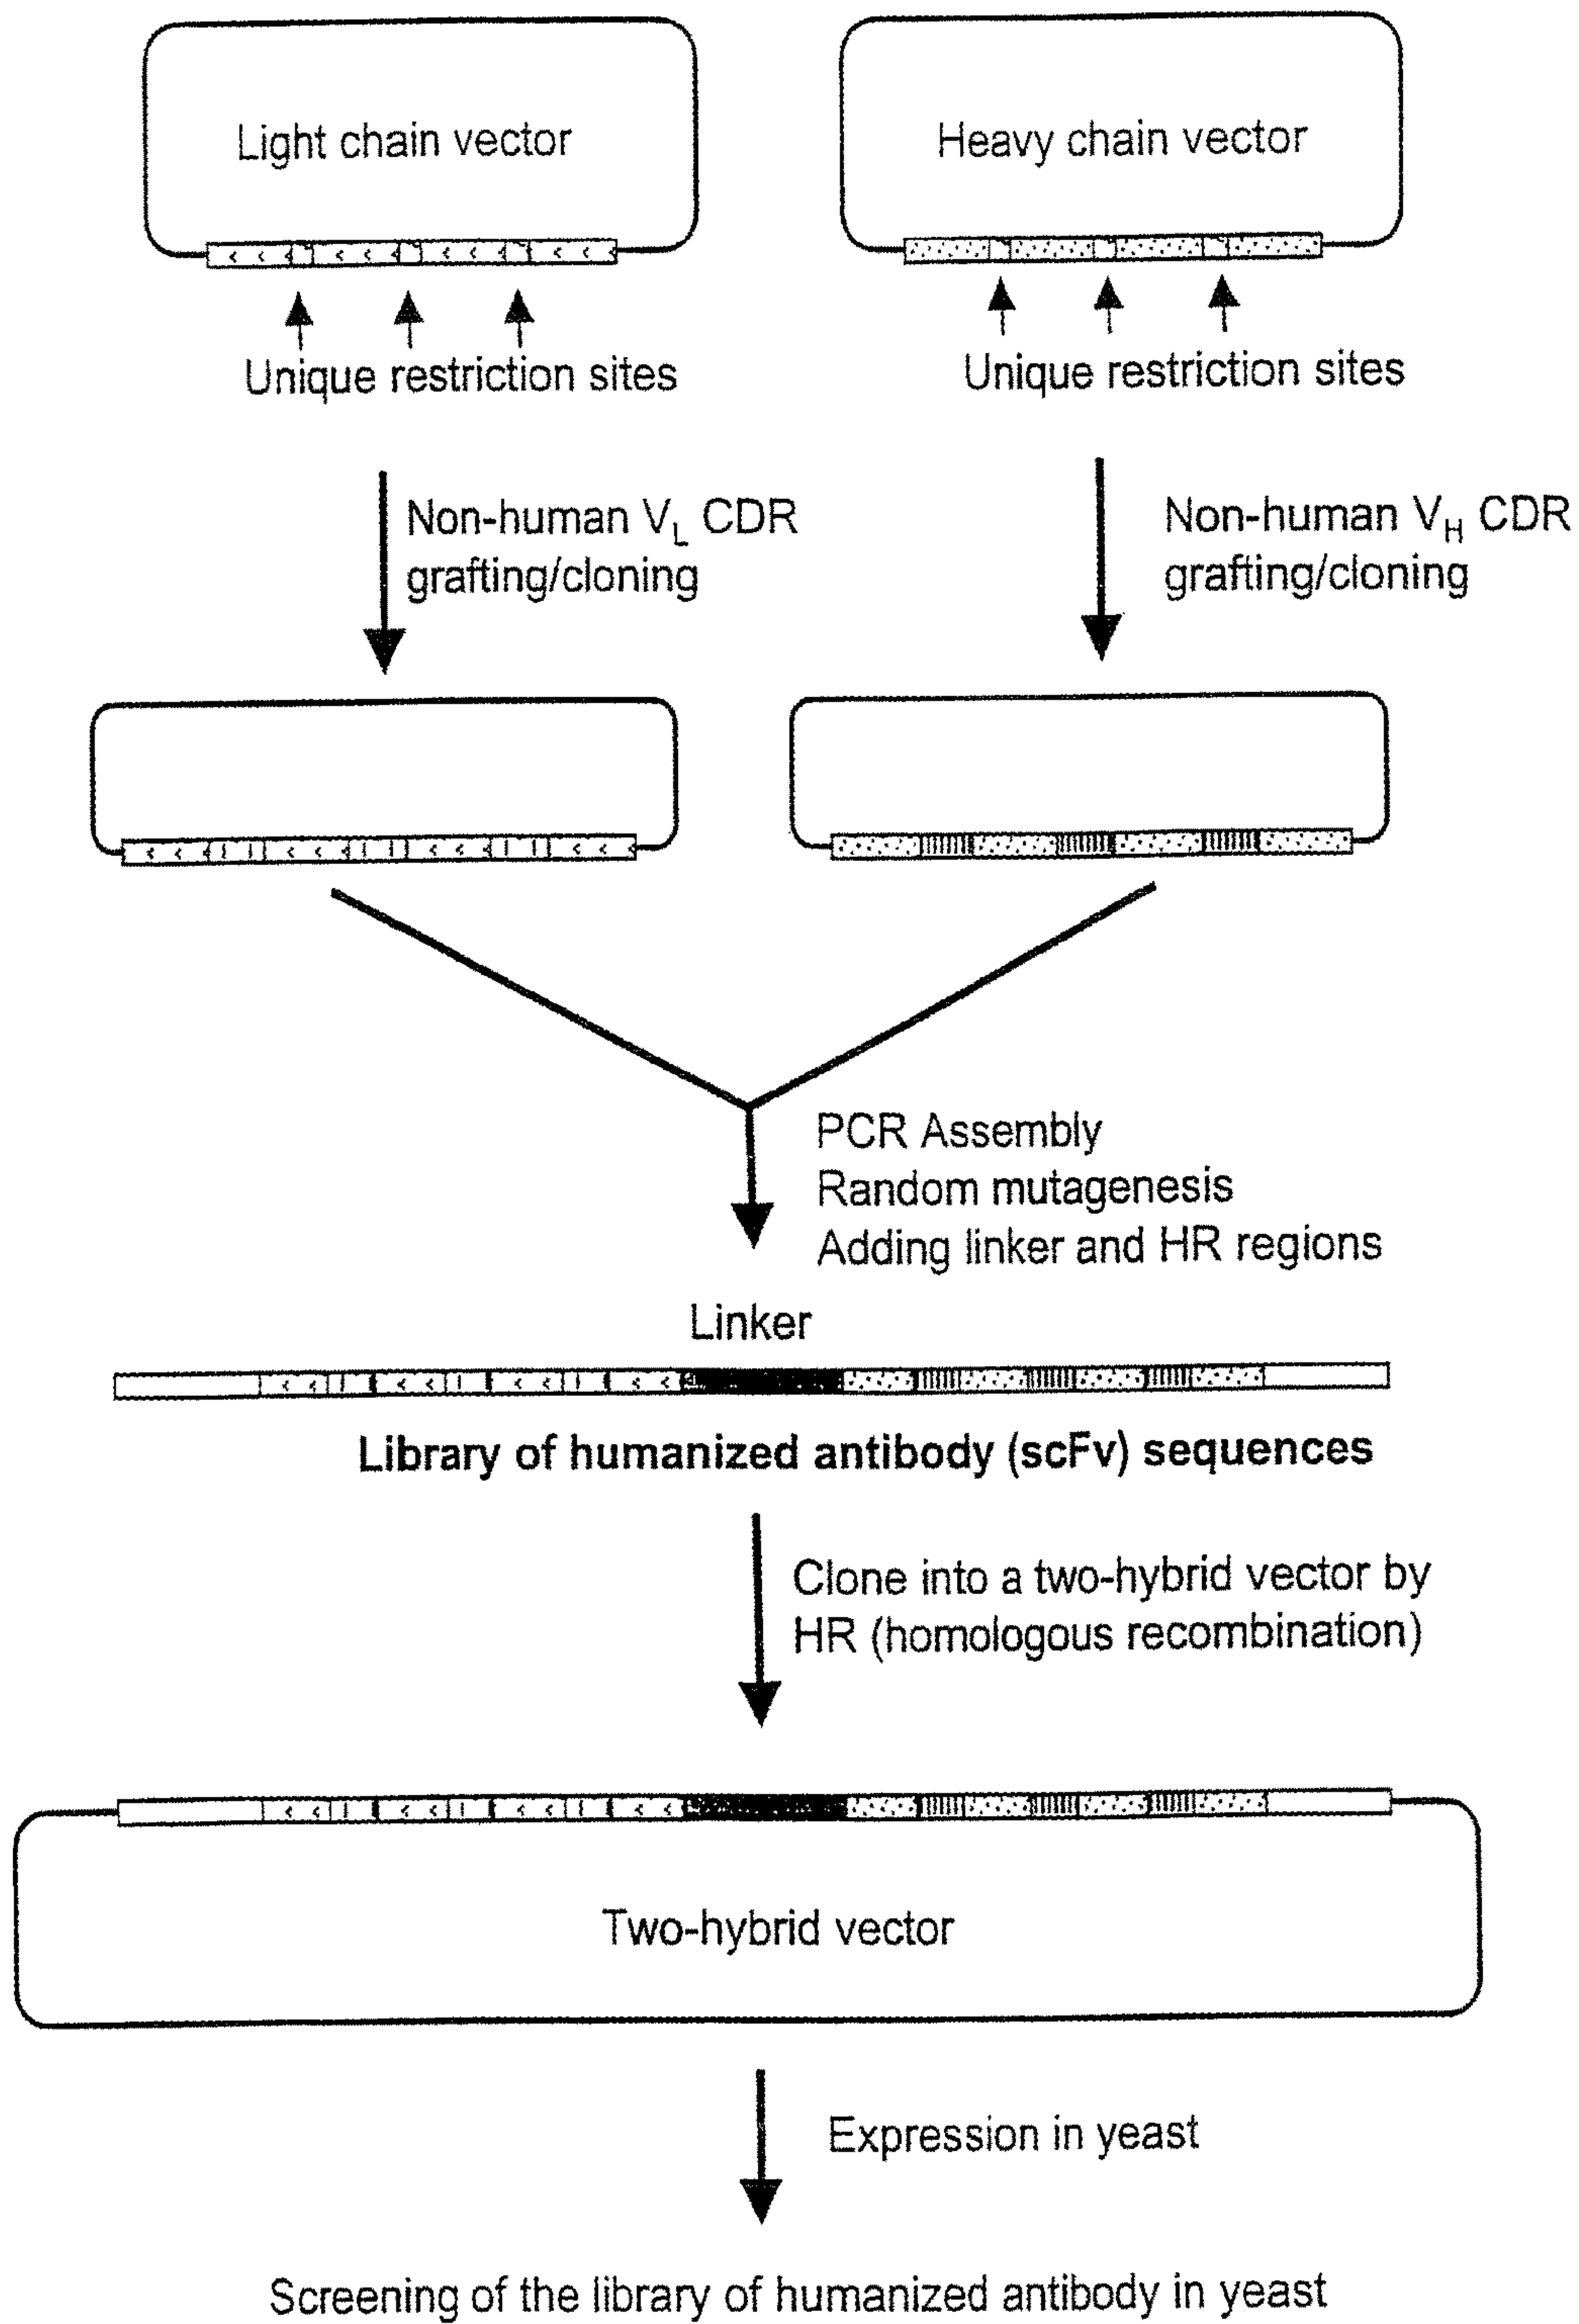 Light chain vector
Heavy chain vector
Unique restriction sites
Unique restriction sites
Non-human VL CDR
grafting/cloning
Non-human VH CDR
grafting/cloning
PCR Assembly
Random mutagenesis
Adding linker and HR regions
Linker
Library of humanized antibody (scFv) sequences
Clone into a two-hybrid vector by
HR (homologous recombination)
Two-hybrid vector
Expression in yeast
Screening of the library of humanized antibody in yeast